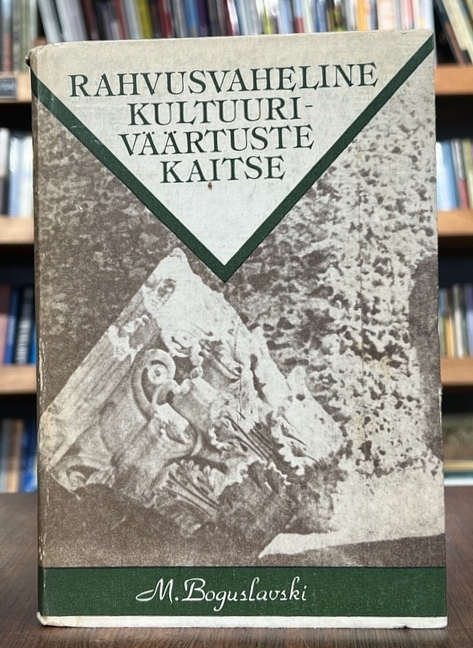 RAHVUSVAHELINE
KULTUURI-
VÄÄRTUSTE
KAITSE
M. Boguslavski